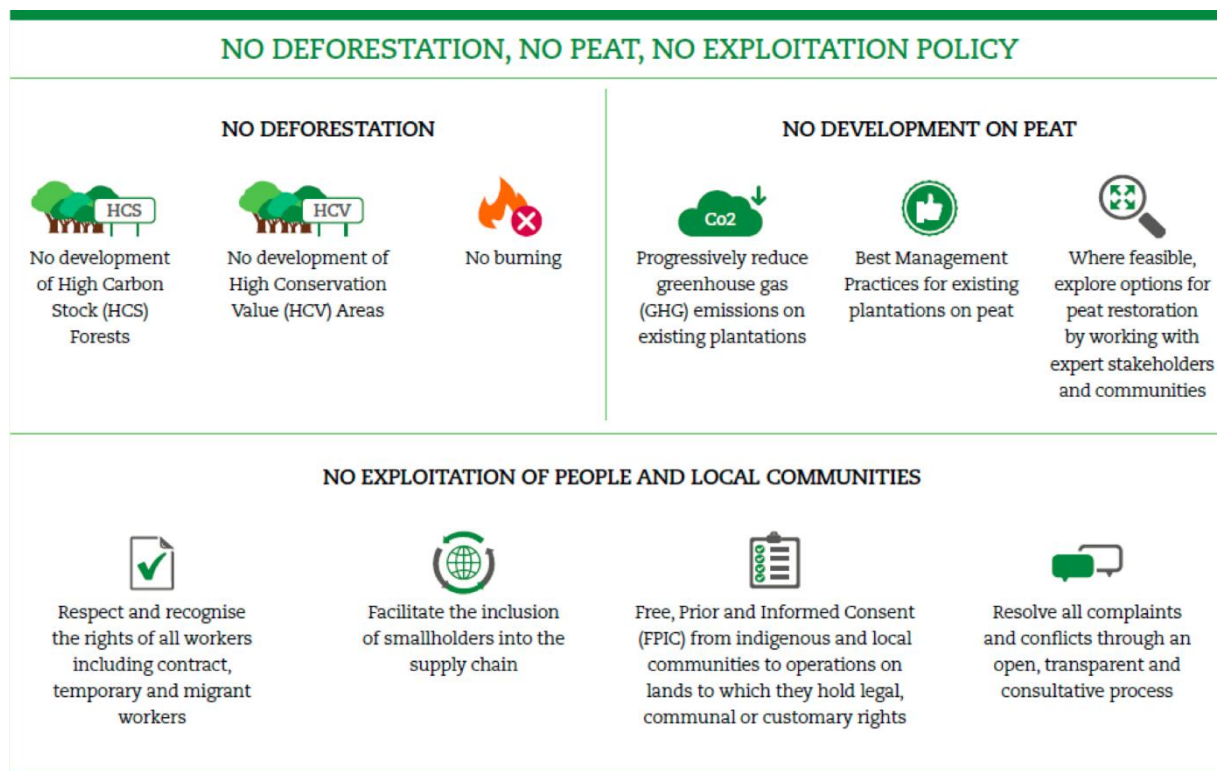 NO DEFORESTATION, NO PEAT, NO EXPLOITATION POLICY
NO DEFORESTATION
HCS
No development
of High Carbon
Stock (HCS)
Forests
HCV
No development of
High Conservation
Value (HCV) Areas
No burning
NO DEVELOPMENT ON PEAT
Co2
Progressively reduce
greenhouse gas
(GHG) emissions on
existing plantations
Best Management
Practices for existing
plantations on peat
Where feasible,
explore options for
peat restoration
by working with
expert stakeholders
and communities
NO EXPLOITATION OF PEOPLE AND LOCAL COMMUNITIES
Respect and recognise
the rights of all workers
including contract,
temporary and migrant
workers
Facilitate the inclusion
of smallholders into the
supply chain
Free, Prior and Informed Consent
(FPIC) from indigenous and local
communities to operations on
lands to which they hold legal,
communal or customary rights
Resolve all complaints
and conflicts through an
open, transparent and
consultative process